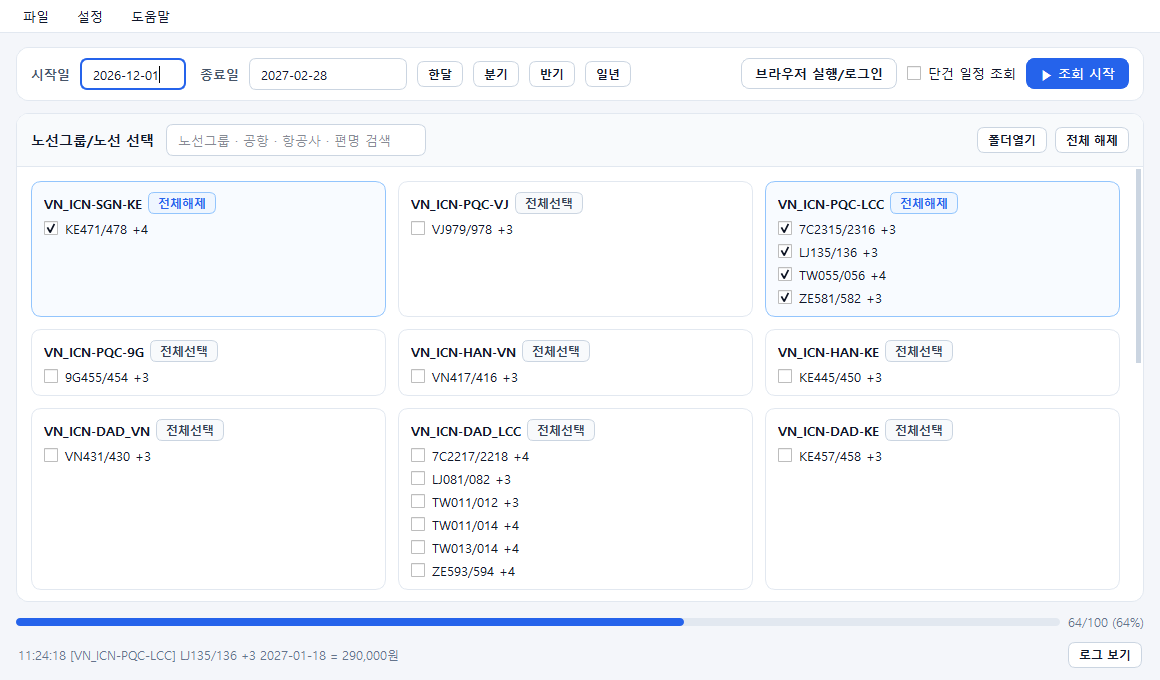 파일 설정 도움말
시작일 2026-12-01 종료일 2027-02-28 한달 분기 반기 일년 브라우저 실행/로그인 단건 일정 조회 ▶ 조회 시작
노선그룹/노선 선택 노선그룹 · 공항 · 항공사 · 편명 검색 폴더열기 전체 해제
VN_ICN-SGN-KE 전체해제
KE471/478 +4
VN_ICN-PQC-VJ 전체선택
VJ979/978 +3
VN_ICN-PQC-LCC 전체해제
7C2315/2316 +3
LJ135/136 +3
TW055/056 +4
ZE581/582 +3
VN_ICN-PQC-9G 전체선택
9G455/454 +3
VN_ICN-HAN-VN 전체선택
VN417/416 +3
VN_ICN-HAN-KE 전체선택
KE445/450 +3
VN_ICN-DAD_VN 전체선택
VN431/430 +3
VN_ICN-DAD_LCC 전체선택
7C2217/2218 +4
LJ081/082 +3
TW011/012 +3
TW011/014 +4
TW013/014 +4
ZE593/594 +4
VN_ICN-DAD-KE 전체선택
KE457/458 +3
64/100 (64%)
11:24:18 [VN_ICN-PQC-LCC] LJ135/136 +3 2027-01-18 = 290,000원 로그 보기